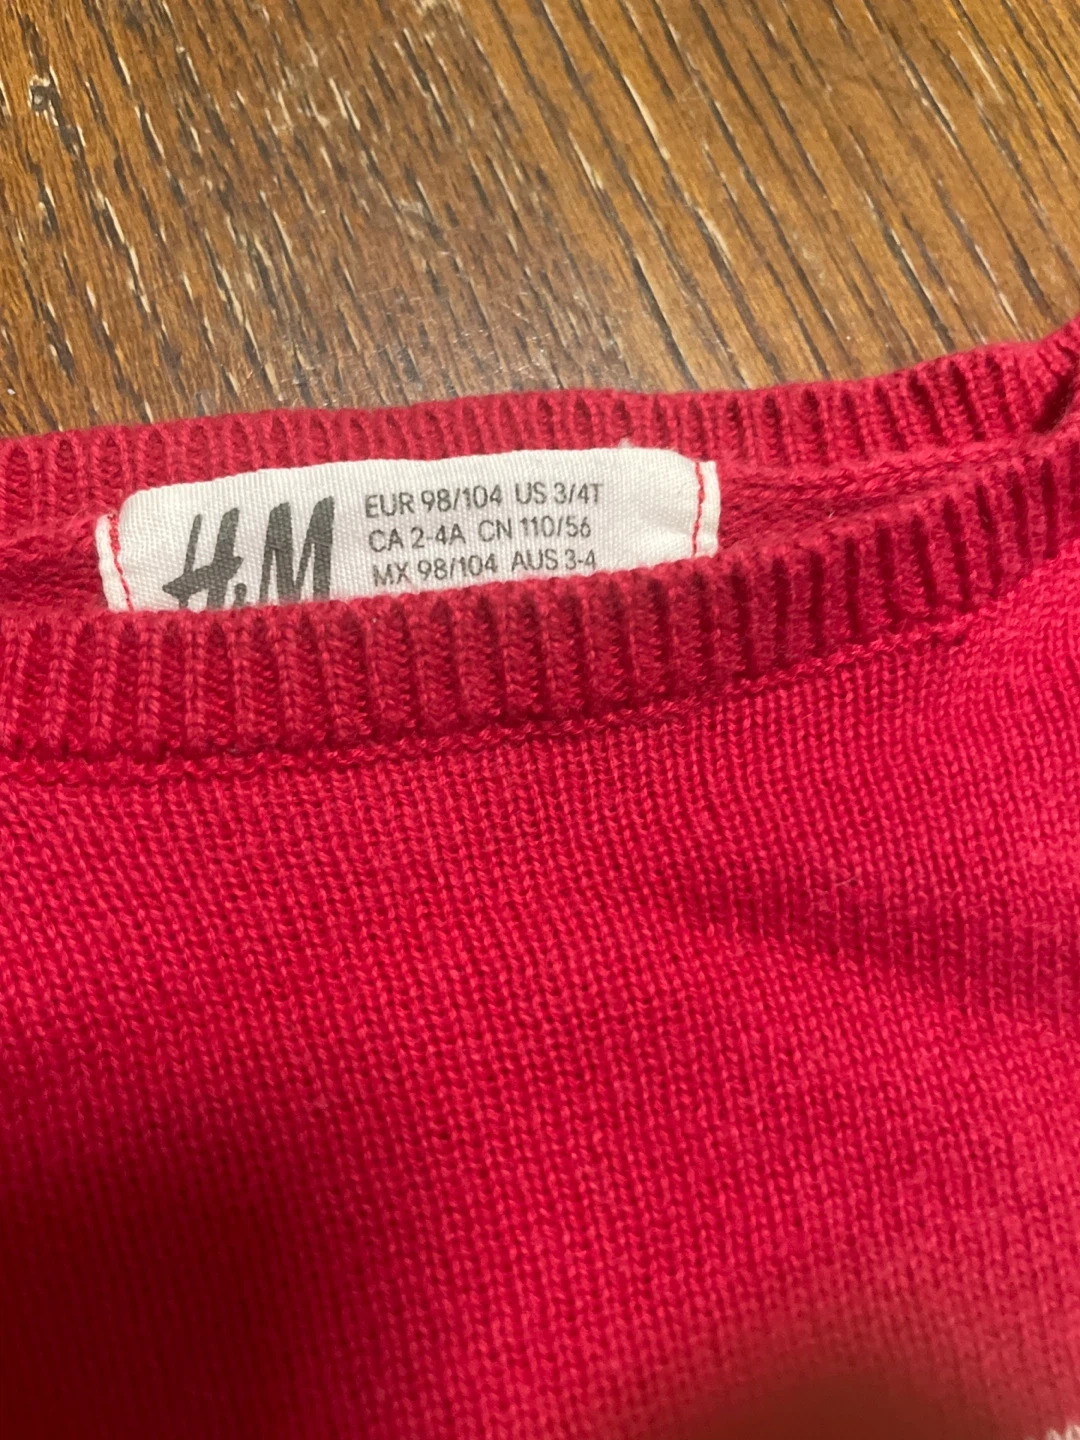 H&M
EUR 98/104 US 3/4T
CA 2-4A CN 110/56
MX 98/104 AUS 3-4